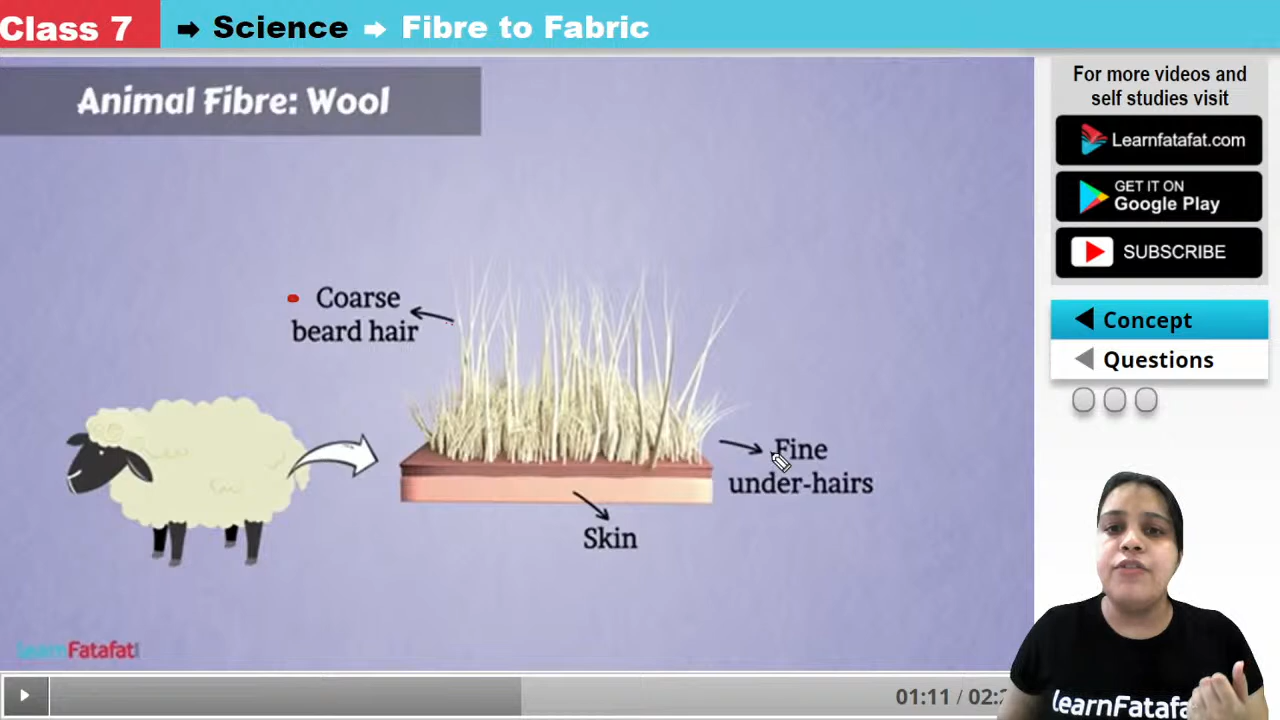 Class 7 ➡ Science ➡ Fibre to Fabric
Animal Fibre: Wool
Coarse
beard hair
Fine
under-hairs
Skin
LearnFatafat
01:11 / 02:
For more videos and
self studies visit
Learnfatafat.com
GET IT ON
Google Play
SUBSCRIBE
Concept
Questions
learnFatafa